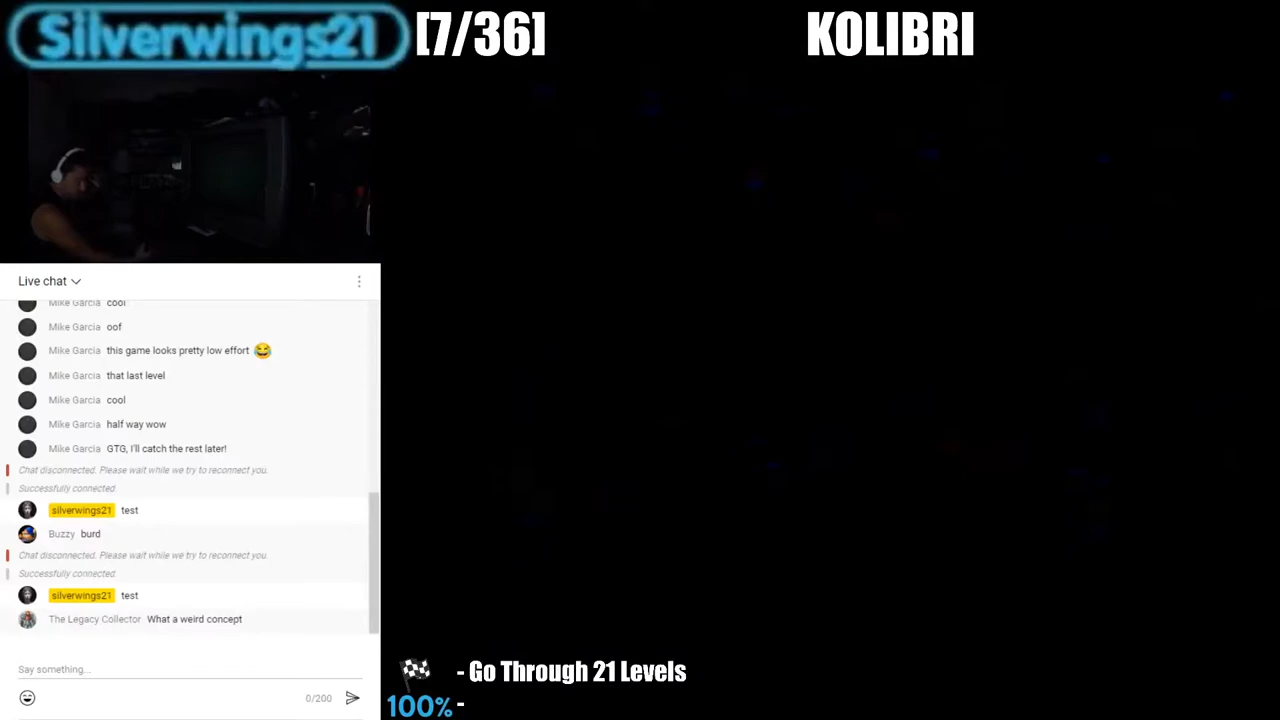 Silverwings21
[7/36]
KOLIBRI
Live chat
Mike Garcia cool
Mike Garcia oof
Mike Garcia this game looks pretty low effort 😂
Mike Garcia that last level
Mike Garcia cool
Mike Garcia half way wow
Mike Garcia GTG, I'll catch the rest later!
Chat disconnected. Please wait while we try to reconnect you.
Successfully connected.
silverwings21 test
Buzzy burd
Chat disconnected. Please wait while we try to reconnect you.
Successfully connected.
silverwings21 test
The Legacy Collector What a weird concept
Say something...
0/200
- Go Through 21 Levels
100% -